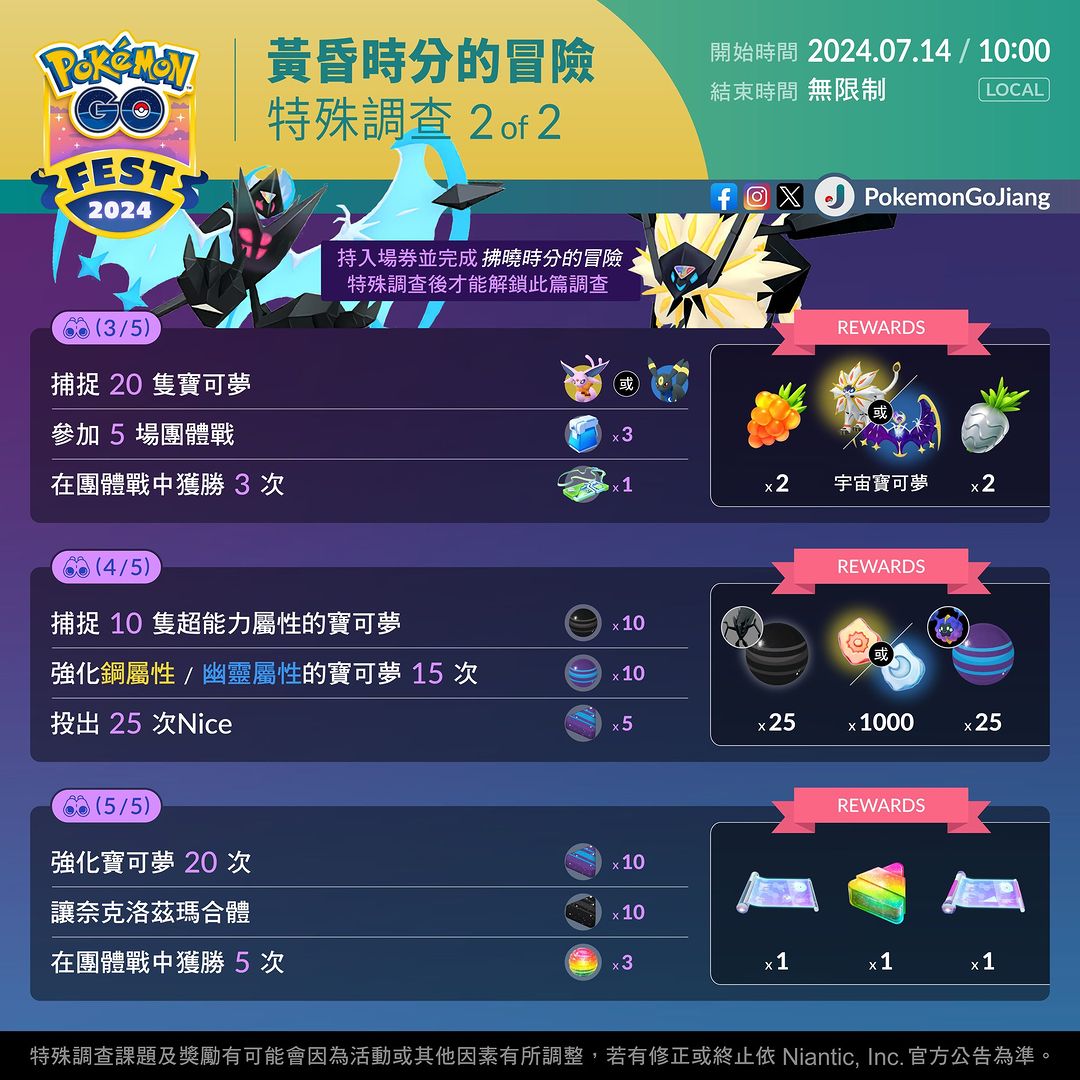 POKÉMON
GO
FEST
2024
黃昏時分的冒險
特殊調查 2 of 2
開始時間 2024.07.14 / 10:00
結束時間 無限制
LOCAL
PokemonGoJiang
持入場券並完成 拂曉時分的冒險
特殊調查後才能解鎖此篇調查
(3/5)
REWARDS
捕捉 20 隻寶可夢
或
參加 5 場團體戰
x3
在團體戰中獲勝 3 次
x1
或
x2
宇宙寶可夢
x2
(4/5)
REWARDS
捕捉 10 隻超能力屬性的寶可夢
x10
強化鋼屬性 / 幽靈屬性的寶可夢 15 次
x10
投出 25 次Nice
x5
或
x25
x1000
x25
(5/5)
REWARDS
強化寶可夢 20 次
x10
讓奈克洛茲瑪合體
x10
在團體戰中獲勝 5 次
x3
x1
x1
x1
特殊調查課題及獎勵有可能會因為活動或其他因素有所調整，若有修正或終止依 Niantic, Inc. 官方公告為準。